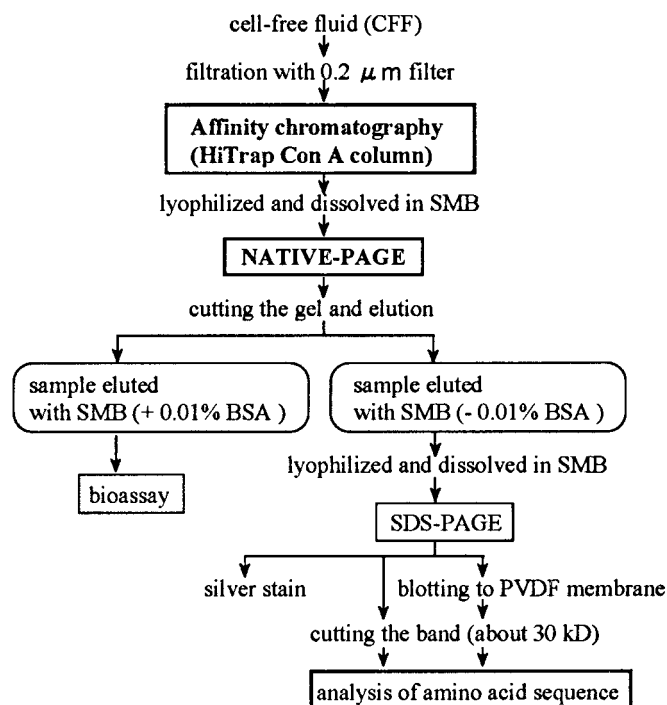 cell-free fluid (CFF)
filtration with 0.2 μm filter
Affinity chromatography
(HiTrap Con A column)
lyophilized and dissolved in SMB
NATIVE-PAGE
cutting the gel and elution
sample eluted
with SMB (+ 0.01% BSA )
sample eluted
with SMB (- 0.01% BSA )
bioassay
lyophilized and dissolved in SMB
SDS-PAGE
silver stain
blotting to PVDF membrane
cutting the band (about 30 kD)
analysis of amino acid sequence